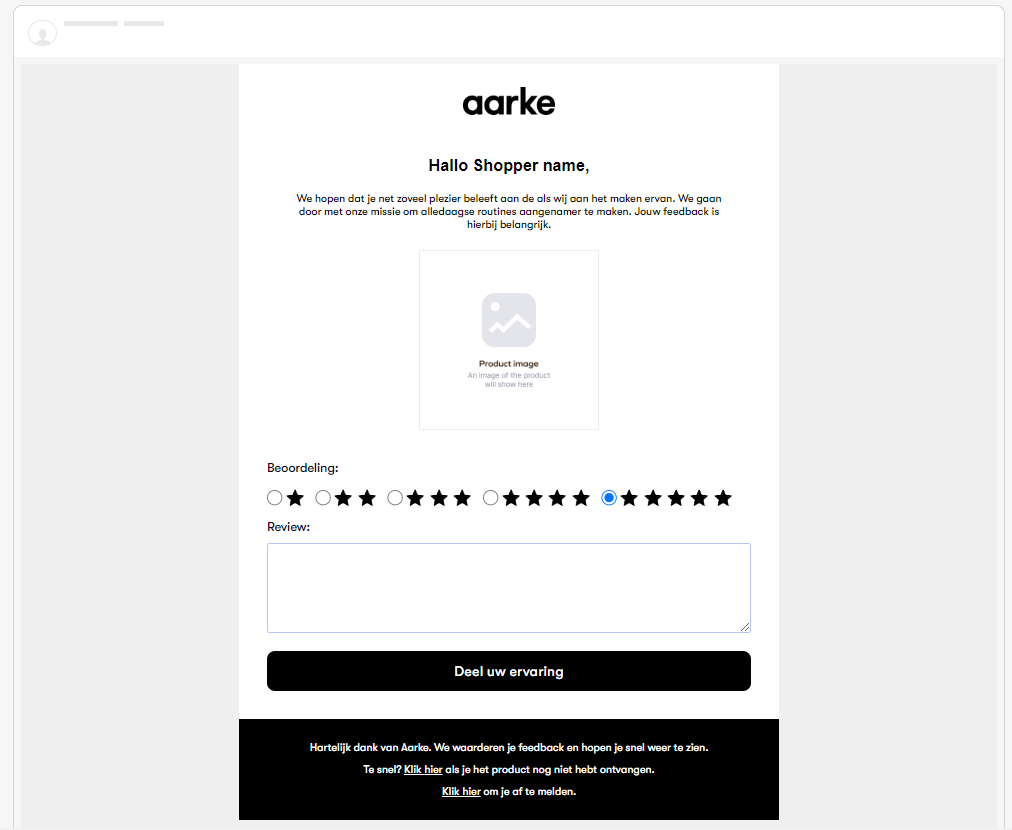 aarke
Hallo Shopper name,
We hopen dat je net zoveel plezier beleeft aan de als wij aan het maken ervan. We gaan
door met onze missie om alledaagse routines aangenamer te maken. Jouw feedback is
hierbij belangrijk.
Product image
An image of the product
will show here
Beoordeling:
Review:
Deel uw ervaring
Hartelijk dank van Aarke. We waarderen je feedback en hopen je snel weer te zien.
Te snel? Klik hier als je het product nog niet hebt ontvangen.
Klik hier om je af te melden.